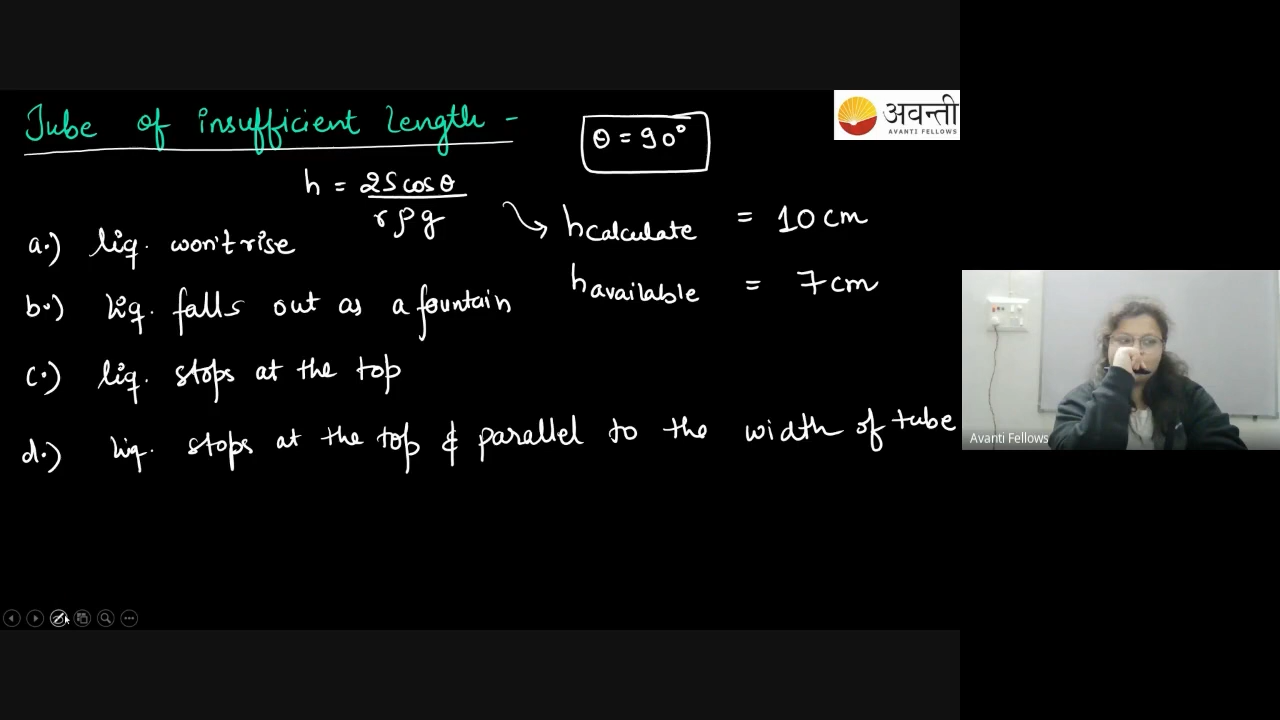 Tube of insufficient length -
θ = 90°
अवन्ती
AVANTI FELLOWS
h = 2S cos θ / rρg
h calculate = 10 cm
a.) liq. won't rise
h available = 7 cm
b.) liq. falls out as a fountain
c.) liq. stops at the top
d.) liq. stops at the top & parallel to the width of tube
Avanti Fellows